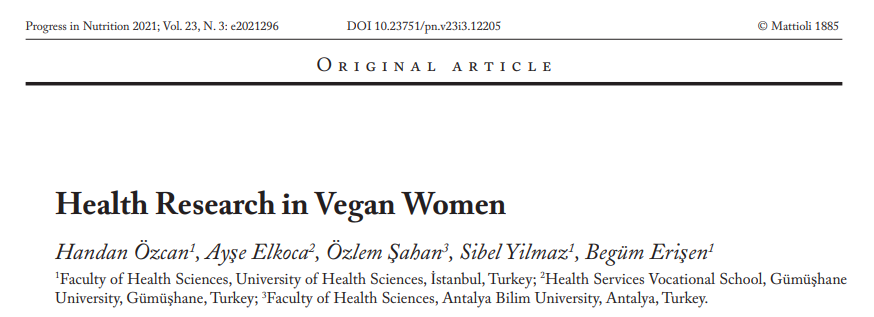 Progress in Nutrition 2021; Vol. 23, N. 3: e2021296 DOI 10.23751/pn.v23i3.12205 © Mattioli 1885
Original article
Health Research in Vegan Women
Handan Özcan1, Ayşe Elkoca2, Özlem Şahan3, Sibel Yilmaz1, Begüm Erişen1
1Faculty of Health Sciences, University of Health Sciences, İstanbul, Turkey; 2Health Services Vocational School, Gümüşhane
University, Gümüşhane, Turkey; 3Faculty of Health Sciences, Antalya Bilim University, Antalya, Turkey.